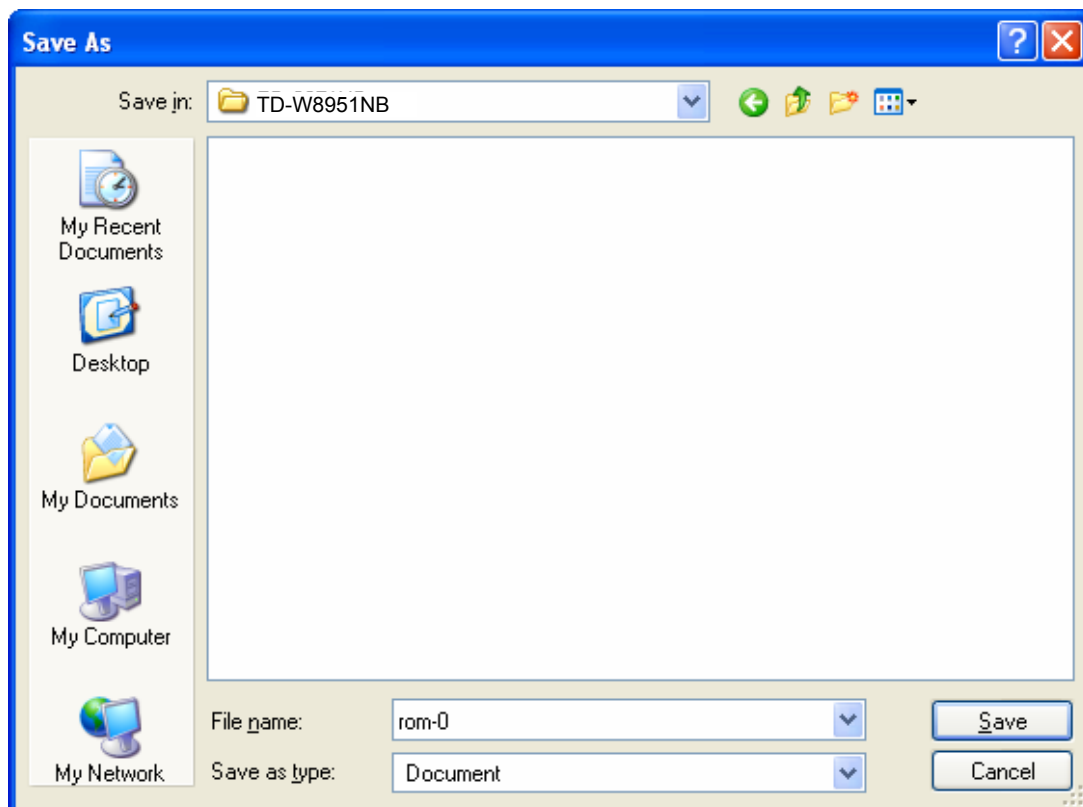 Save As
Save in:
TD-W8951NB
My Recent
Documents
Desktop
My Documents
My Computer
My Network
File name:
rom-0
Save
Save as type:
Document
Cancel